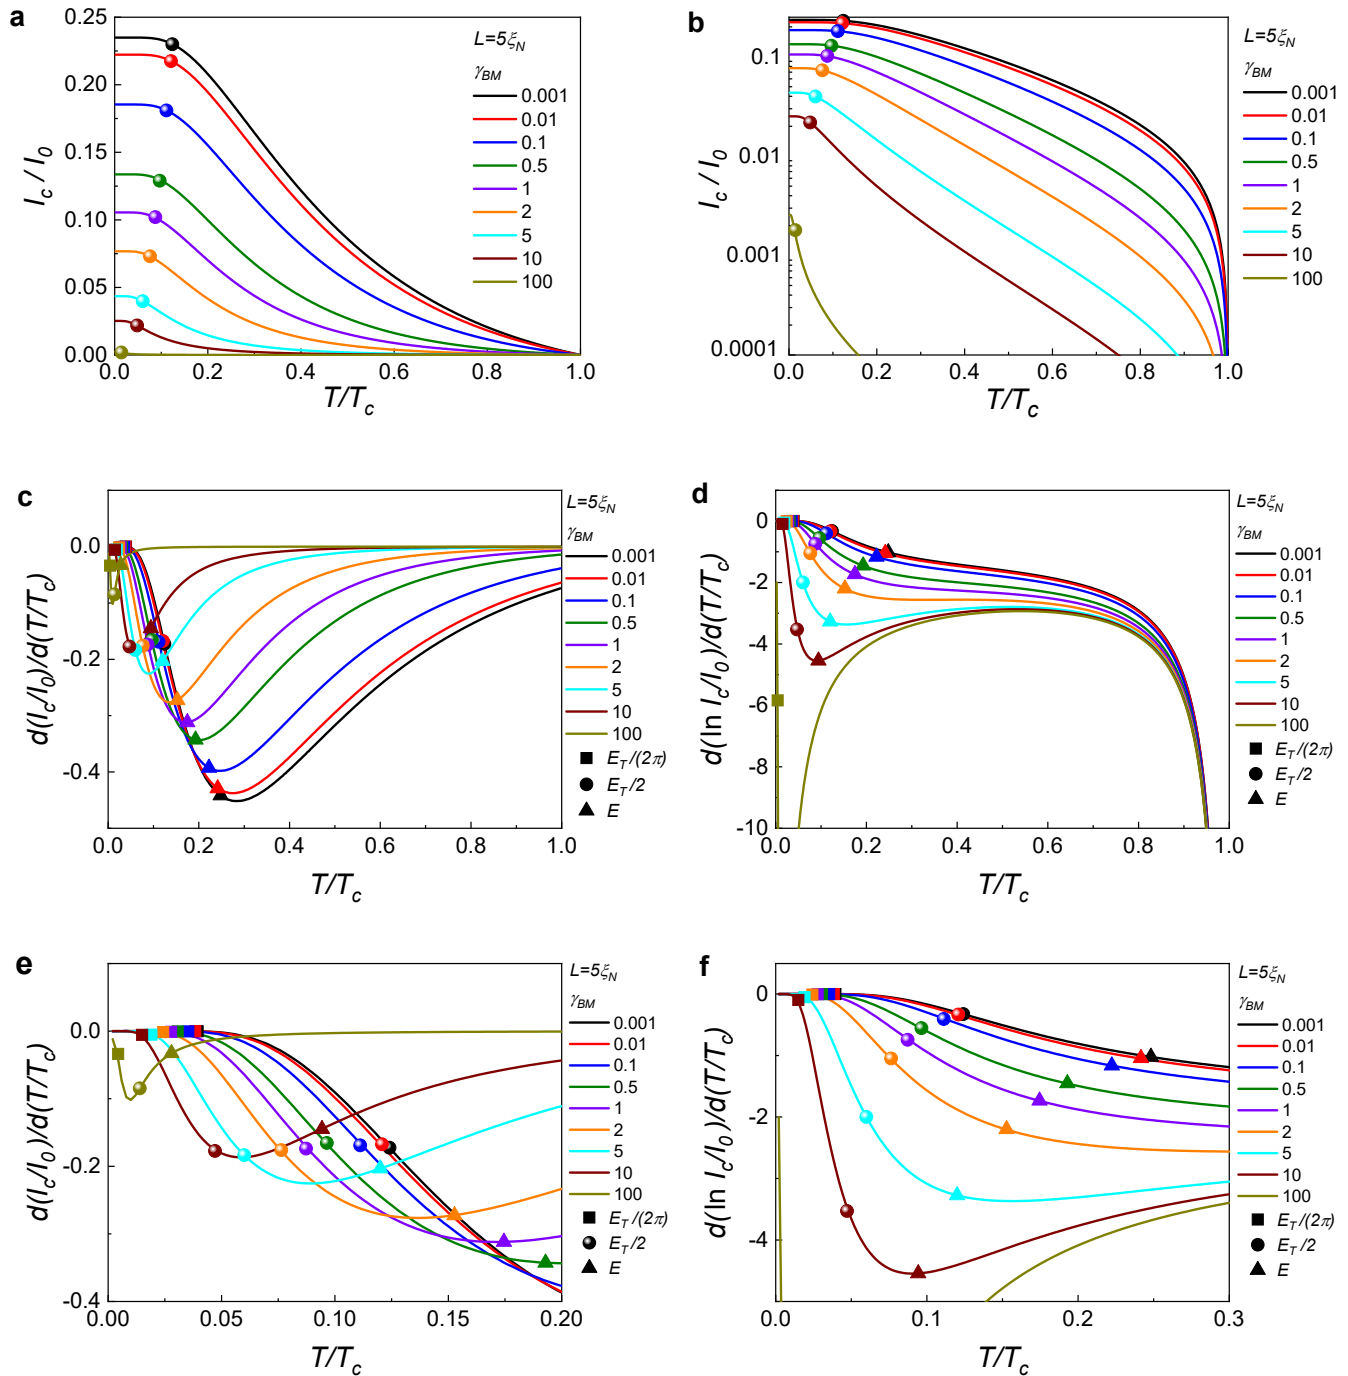 a
I_c / I_0
0.25
0.20
0.15
0.10
0.05
0.00
0.0
0.2
0.4
0.6
0.8
1.0
T/T_c
L=5ξ_N
γ_BM
0.001
0.01
0.1
0.5
1
2
5
10
100
b
I_c / I_0
0.1
0.01
0.001
0.0001
0.0
0.2
0.4
0.6
0.8
1.0
T/T_c
L=5ξ_N
γ_BM
0.001
0.01
0.1
0.5
1
2
5
10
100
c
d(I_c/I_0)/d(T/T_c)
0.0
-0.2
-0.4
0.0
0.2
0.4
0.6
0.8
1.0
T/T_c
L=5ξ_N
γ_BM
0.001
0.01
0.1
0.5
1
2
5
10
100
E_T/(2π)
E_T/2
E
d
d(ln I_c/I_0)/d(T/T_c)
0
-2
-4
-6
-8
-10
0.0
0.2
0.4
0.6
0.8
1.0
T/T_c
L=5ξ_N
γ_BM
0.001
0.01
0.1
0.5
1
2
5
10
100
E_T/(2π)
E_T/2
E
e
d(I_c/I_0)/d(T/T_c)
0.0
-0.2
-0.4
0.00
0.05
0.10
0.15
0.20
T/T_c
L=5ξ_N
γ_BM
0.001
0.01
0.1
0.5
1
2
5
10
100
E_T/(2π)
E_T/2
E
f
d(ln I_c/I_0)/d(T/T_c)
0
-2
-4
0.0
0.1
0.2
0.3
T/T_c
L=5ξ_N
γ_BM
0.001
0.01
0.1
0.5
1
2
5
10
100
E_T/(2π)
E_T/2
E